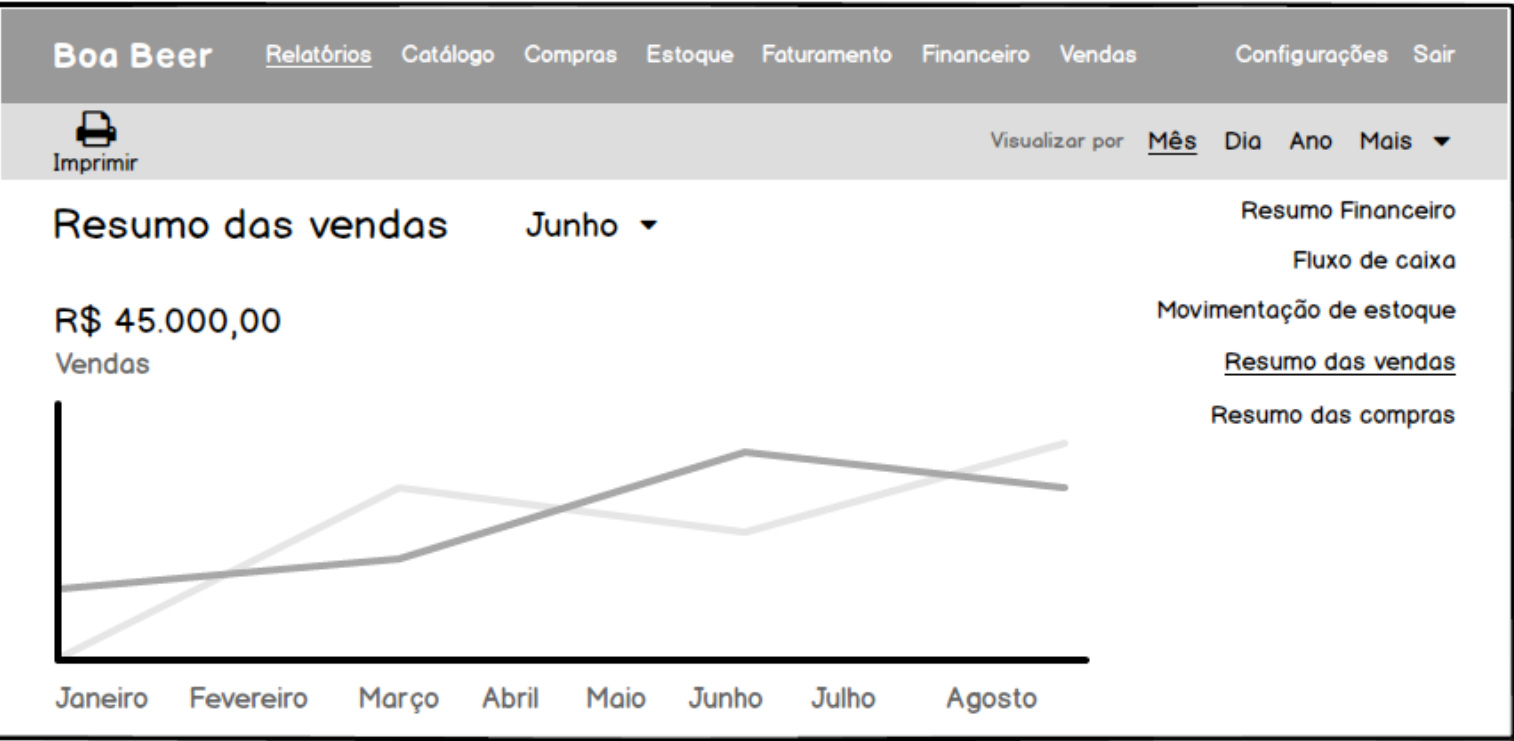 Boa Beer Relatórios Catálogo Compras Estoque Faturamento Financeiro Vendas Configurações Sair
Imprimir
Visualizar por Mês Dia Ano Mais
Resumo das vendas Junho
R$ 45.000,00
Vendas
Resumo Financeiro
Fluxo de caixa
Movimentação de estoque
Resumo das vendas
Resumo das compras
Janeiro Fevereiro Março Abril Maio Junho Julho Agosto